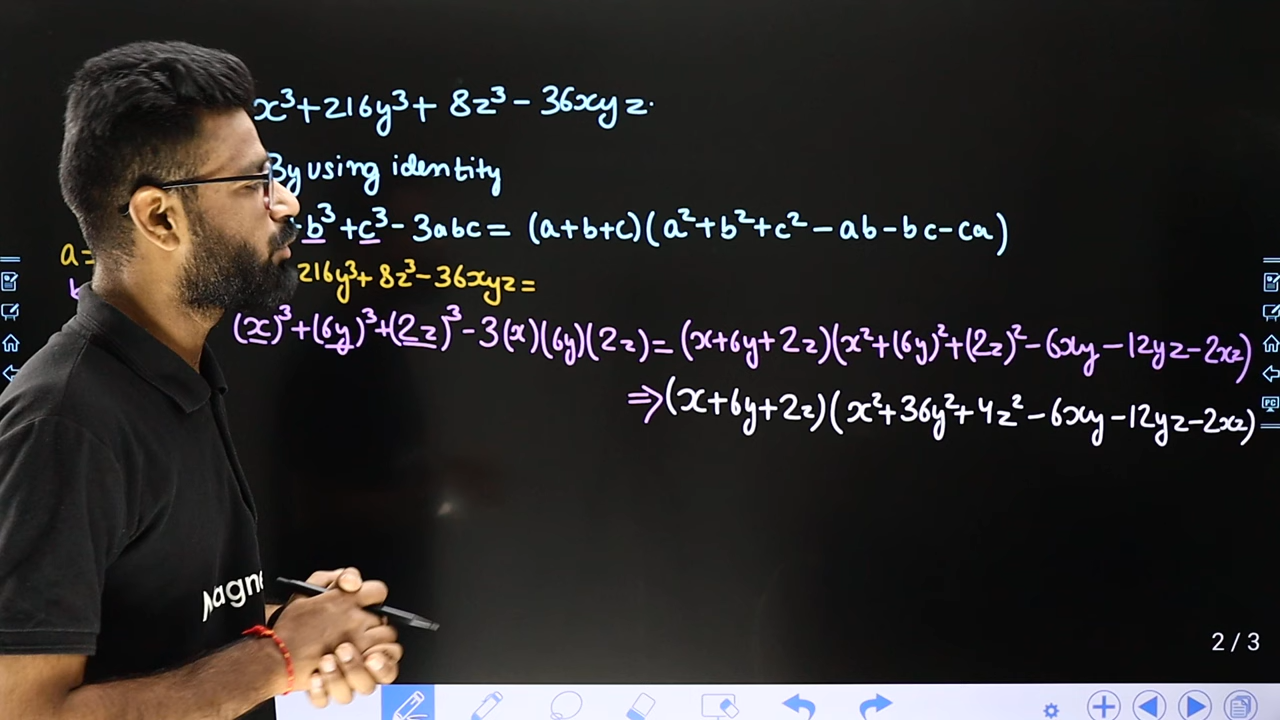 x³+216y³+ 8z³- 36xyz.
By using identity
b³ +c³- 3abc = (a+b+c)(a²+b²+c² - ab - bc - ca)
a=
216y³+ 8z³-36xyz =
(x)³+(6y)³+(2z)³ - 3(x)(6y)(2z) = (x+6y+2z)(x²+(6y)²+(2z)² - 6xy - 12yz - 2xz)
⇒ (x+6y+2z)(x²+36y²+4z² - 6xy - 12yz - 2xz)
Magne
2 / 3
PC